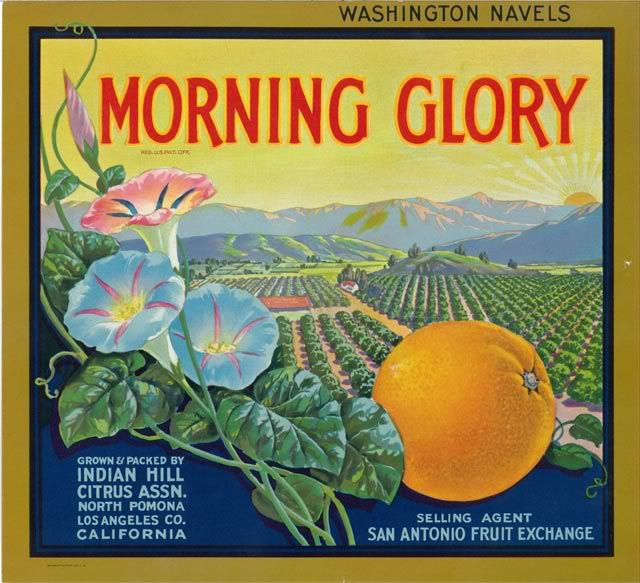 WASHINGTON NAVELS
MORNING GLORY
REG.U.S.PAT.OFF.
GROWN & PACKED BY
INDIAN HILL
CITRUS ASSN.
NORTH POMONA
LOS ANGELES CO.
CALIFORNIA
SELLING AGENT
SAN ANTONIO FRUIT EXCHANGE